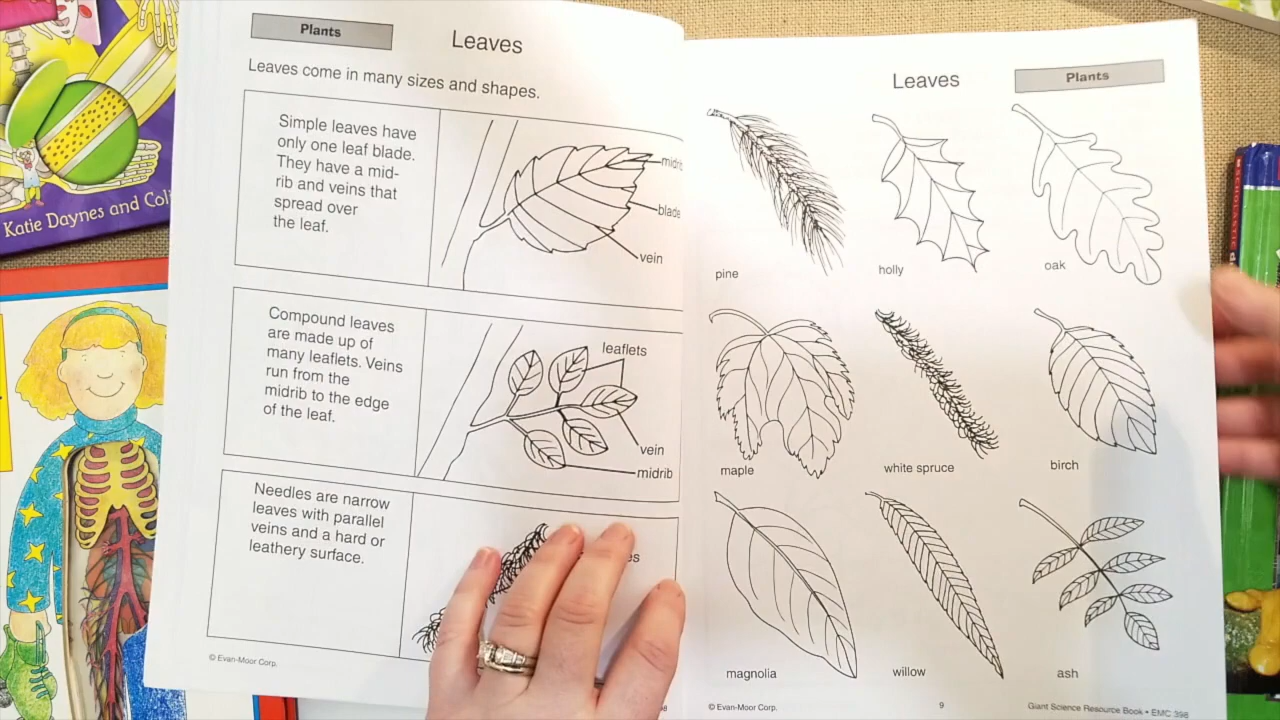 Katie Daynes and
Plants
Leaves
Leaves come in many sizes and shapes.
Simple leaves have
only one leaf blade.
They have a mid-
rib and veins that
spread over
the leaf.
blade
vein
Compound leaves
are made up of
many leaflets. Veins
run from the
midrib to the edge
of the leaf.
leaflets
vein
midrib
Needles are narrow
leaves with parallel
veins and a hard or
leathery surface.
© Evan-Moor Corp.
Leaves
Plants
pine
holly
oak
maple
white spruce
birch
magnolia
willow
ash
© Evan-Moor Corp.
9
Giant Science Resource Book • EMC 398
SCHOLASTIC